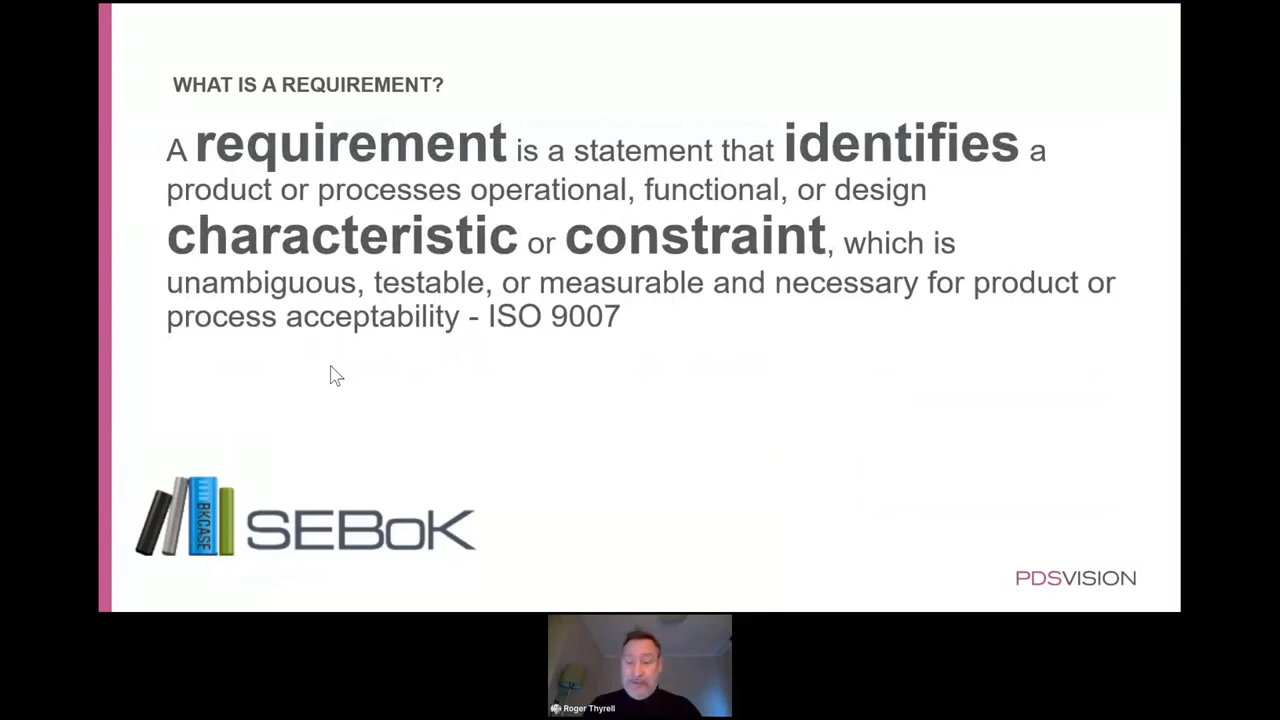 WHAT IS A REQUIREMENT?
A requirement is a statement that identifies a
product or processes operational, functional, or design
characteristic or constraint, which is
unambiguous, testable, or measurable and necessary for product or
process acceptability - ISO 9007
BKCASE
SEBoK
PDSVISION
Roger Thyrell